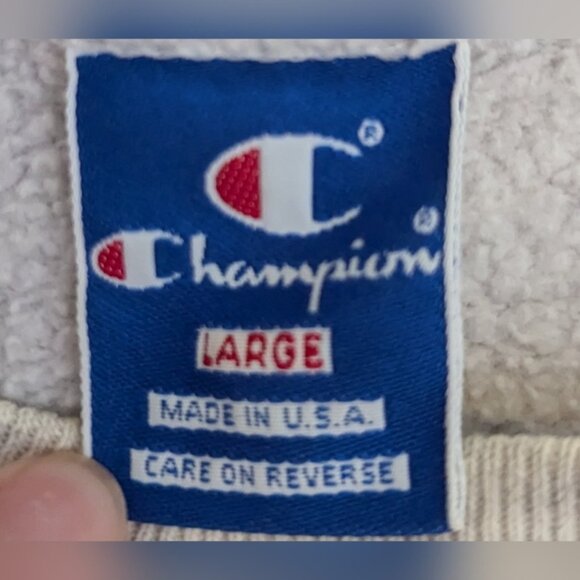 ®
Champion®
LARGE
MADE IN U.S.A.
CARE ON REVERSE